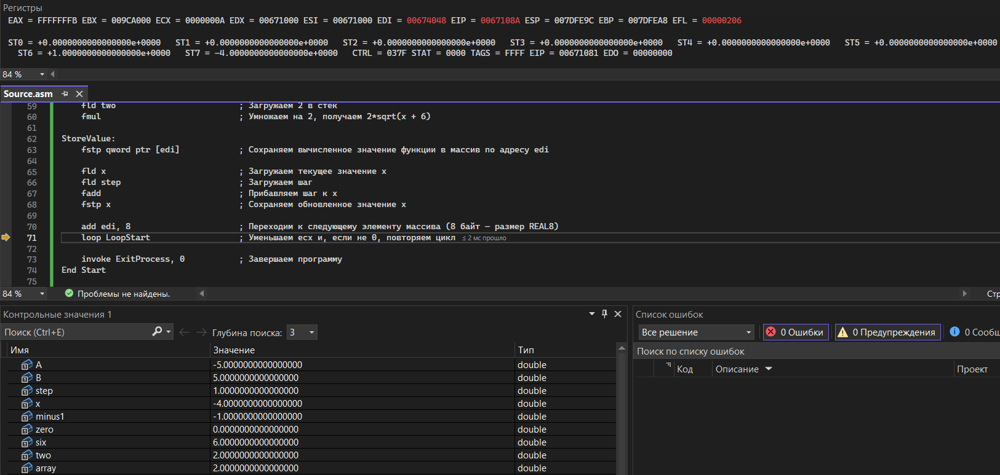 Регистры
EAX = FFFFFFFB EBX = 009CA000 ECX = 0000000A EDX = 00671000 ESI = 00671000 EDI = 00674048 EIP = 0067108A ESP = 007DFE9C EBP = 007DFEA8 EFL = 00000206
ST0 = +0.0000000000000000e+0000 ST1 = +0.0000000000000000e+0000 ST2 = +0.0000000000000000e+0000 ST3 = +0.0000000000000000e+0000 ST4 = +0.0000000000000000e+0000 ST5 = +0.0000000000000000e+0000
ST6 = +1.0000000000000000e+0000 ST7 = -4.0000000000000000e+0000 CTRL = 037F STAT = 0000 TAGS = FFFF EIP = 00671081 EDO = 00000000
84 %
Source.asm
59 fld two ; Загружаем 2 в стек
60 fmul ; Умножаем на 2, получаем 2*sqrt(x + 6)
61
62 StoreValue:
63 fstp qword ptr [edi] ; Сохраняем вычисленное значение функции в массив по адресу edi
64
65 fld x ; Загружаем текущее значение x
66 fld step ; Загружаем шаг
67 fadd ; Прибавляем шаг к x
68 fstp x ; Сохраняем обновленное значение x
69
70 add edi, 8 ; Переходим к следующему элементу массива (8 байт — размер REAL8)
71 loop LoopStart ; Уменьшаем ecx и, если не 0, повторяем цикл ≤ 2 мс прошло
72
73 invoke ExitProcess, 0 ; Завершаем программу
74 End Start
75
84 % Проблемы не найдены. Стр
Контрольные значения 1
Поиск (Ctrl+E) Глубина поиска: 3
Имя Значение Тип
A -5.0000000000000000 double
B 5.0000000000000000 double
step 1.0000000000000000 double
x -4.0000000000000000 double
minus1 -1.0000000000000000 double
zero 0.0000000000000000 double
six 6.0000000000000000 double
two 2.0000000000000000 double
array 2.0000000000000000 double
Список ошибок
Все решение 0 Ошибки 0 Предупреждения 0 Сообщ
Поиск по списку ошибок
Код Описание Проект